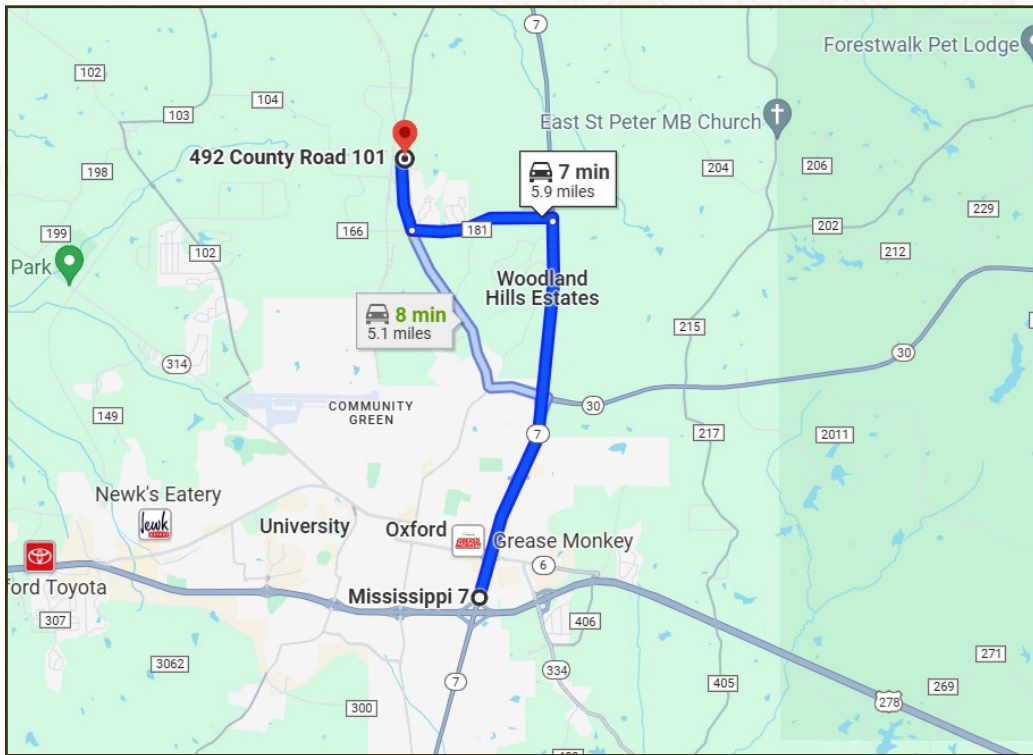 7
Forestwalk Pet Lodge
102
104
103
East St Peter MB Church
492 County Road 101
7 min
5.9 miles
198
204
206
229
199
166
181
202
102
212
Park
Woodland
Hills Estates
8 min
5.1 miles
215
314
30
COMMUNITY
GREEN
30
149
7
217
2011
Newk's Eatery
University
Oxford
Grease Monkey
6
ford Toyota
Mississippi 7
307
406
3062
334
271
7
405
269
278
300